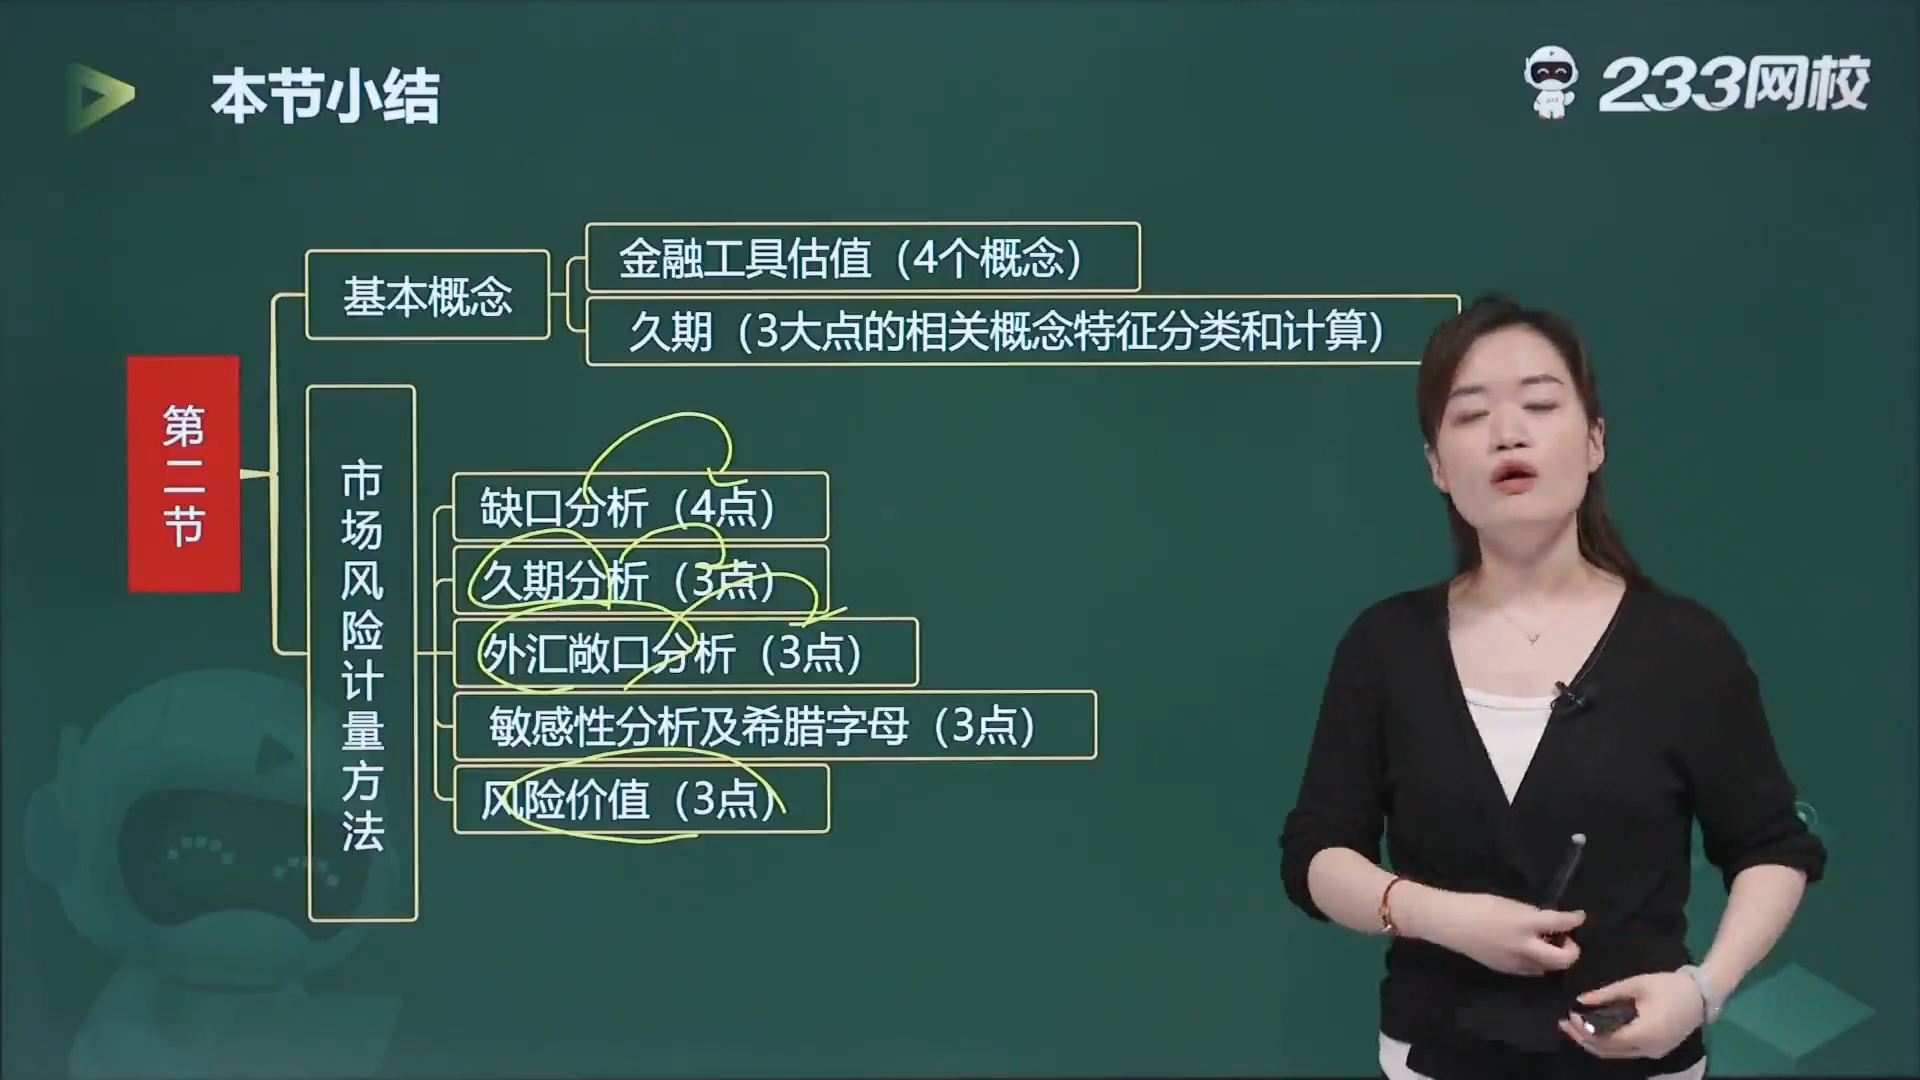 本节小结
233网校
第二节
基本概念
金融工具估值（4个概念）
久期（3大点的相关概念特征分类和计算）
市场风险计量方法
缺口分析（4点）
久期分析（3点）
外汇敞口分析（3点）
敏感性分析及希腊字母（3点）
风险价值（3点）